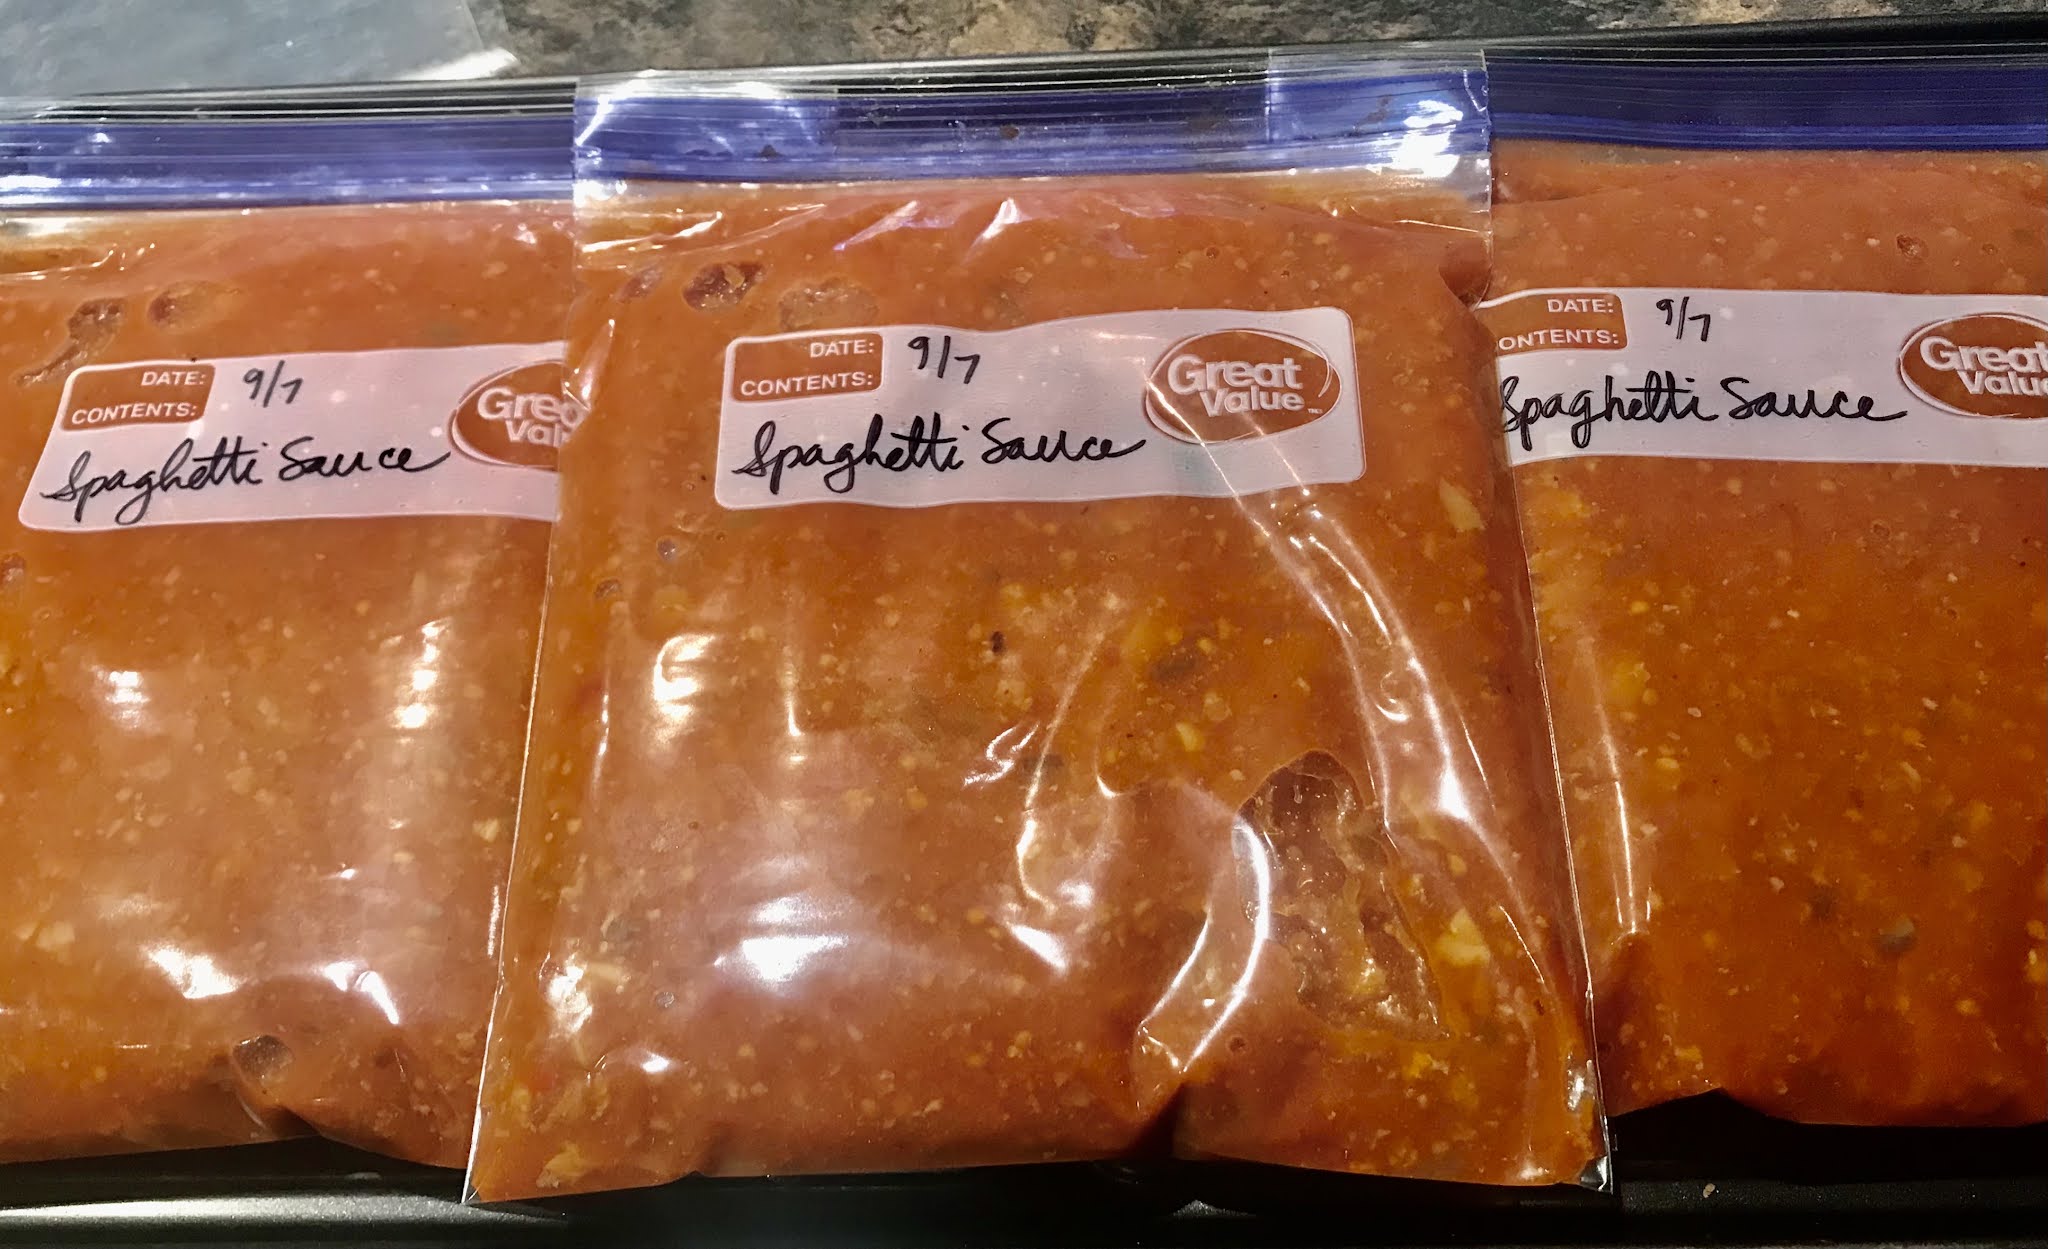 DATE: 9/7
CONTENTS:
Spaghetti Sauce
Great
Value
DATE: 9/7
CONTENTS:
Spaghetti Sauce
Great
Value™
DATE: 9/7
CONTENTS:
Spaghetti Sauce
Great
Value